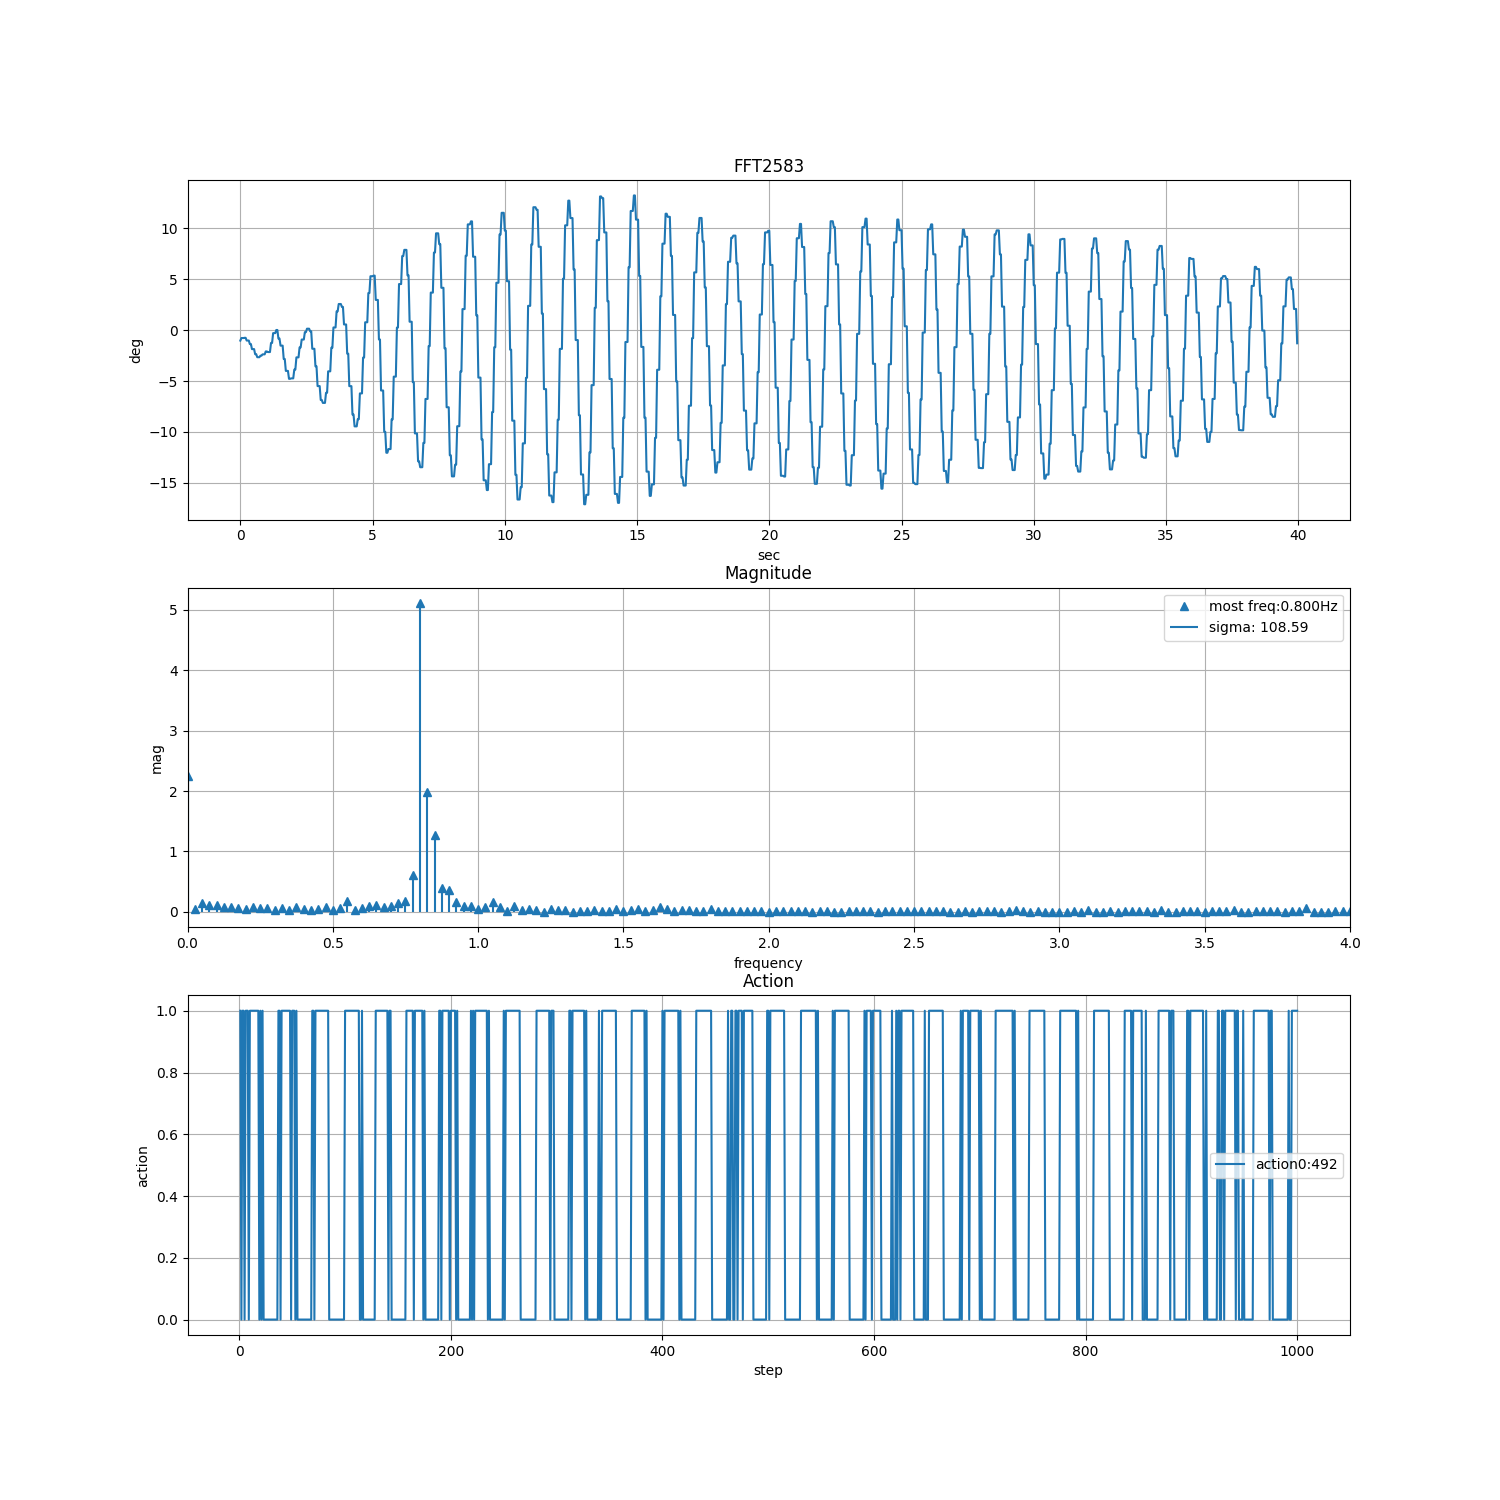 FFT2583
deg
10
5
0
−5
−10
−15
0 5 10 15 20 25 30 35 40
sec
Magnitude
mag
5
4
3
2
1
0
most freq:0.800Hz
sigma: 108.59
0.0 0.5 1.0 1.5 2.0 2.5 3.0 3.5 4.0
frequency
Action
action
1.0
0.8
0.6
0.4
0.2
0.0
action0:492
0 200 400 600 800 1000
step